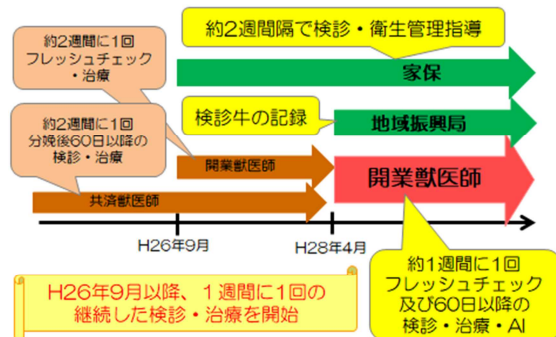 約2週間隔で検診・衛生管理指導
約2週間に1回
フレッシュチェック
・治療
家保
検診牛の記録
地域振興局
約2週間に1回
分娩後60日以降の
検診・治療
開業獣医師
開業獣医師
共済獣医師
H26年9月
H28年4月
H26年9月以降、1週間に1回の
継続した検診・治療を開始
約1週間に1回
フレッシュチェック
及び60日以降の
検診・治療・AI